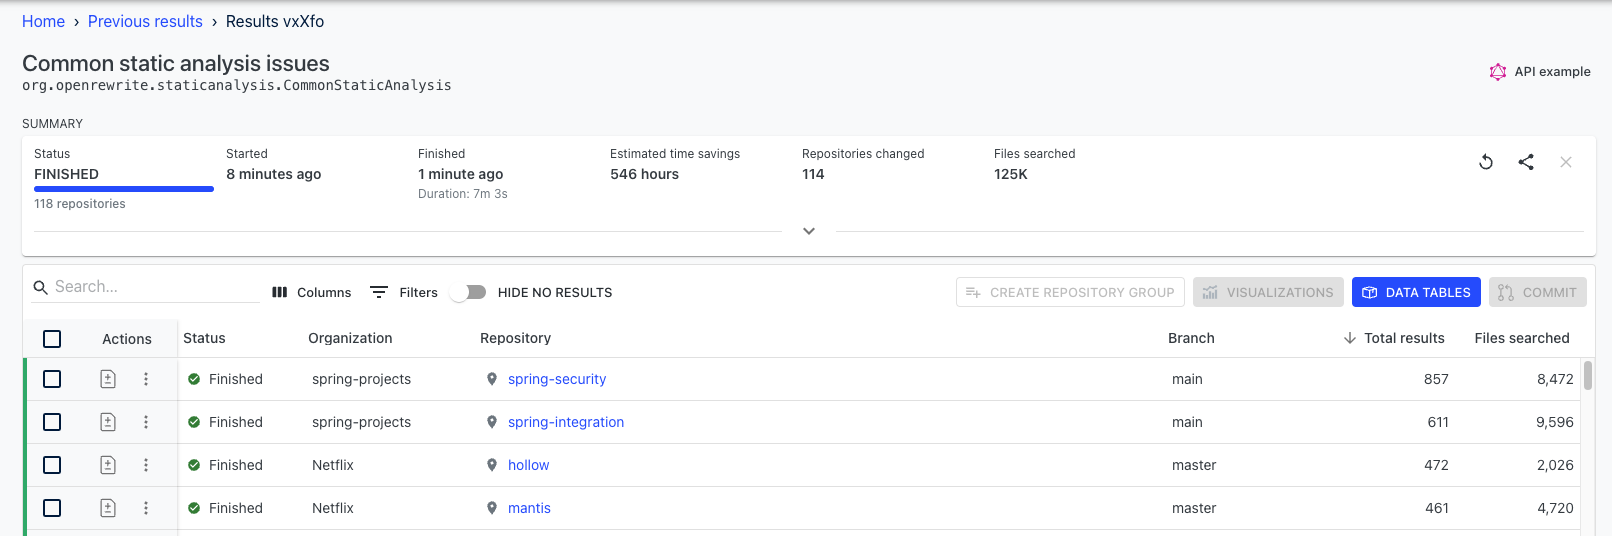 Home › Previous results › Results vxXfo
Common static analysis issues
org.openrewrite.staticanalysis.CommonStaticAnalysis
API example
SUMMARY
Status Started Finished Estimated time savings Repositories changed Files searched
FINISHED 8 minutes ago 1 minute ago 546 hours 114 125K
Duration: 7m 3s
118 repositories
Search... Columns Filters HIDE NO RESULTS CREATE REPOSITORY GROUP VISUALIZATIONS DATA TABLES COMMIT
Actions Status Organization Repository Branch Total results Files searched
Finished spring-projects spring-security main 857 8,472
Finished spring-projects spring-integration main 611 9,596
Finished Netflix hollow master 472 2,026
Finished Netflix mantis master 461 4,720